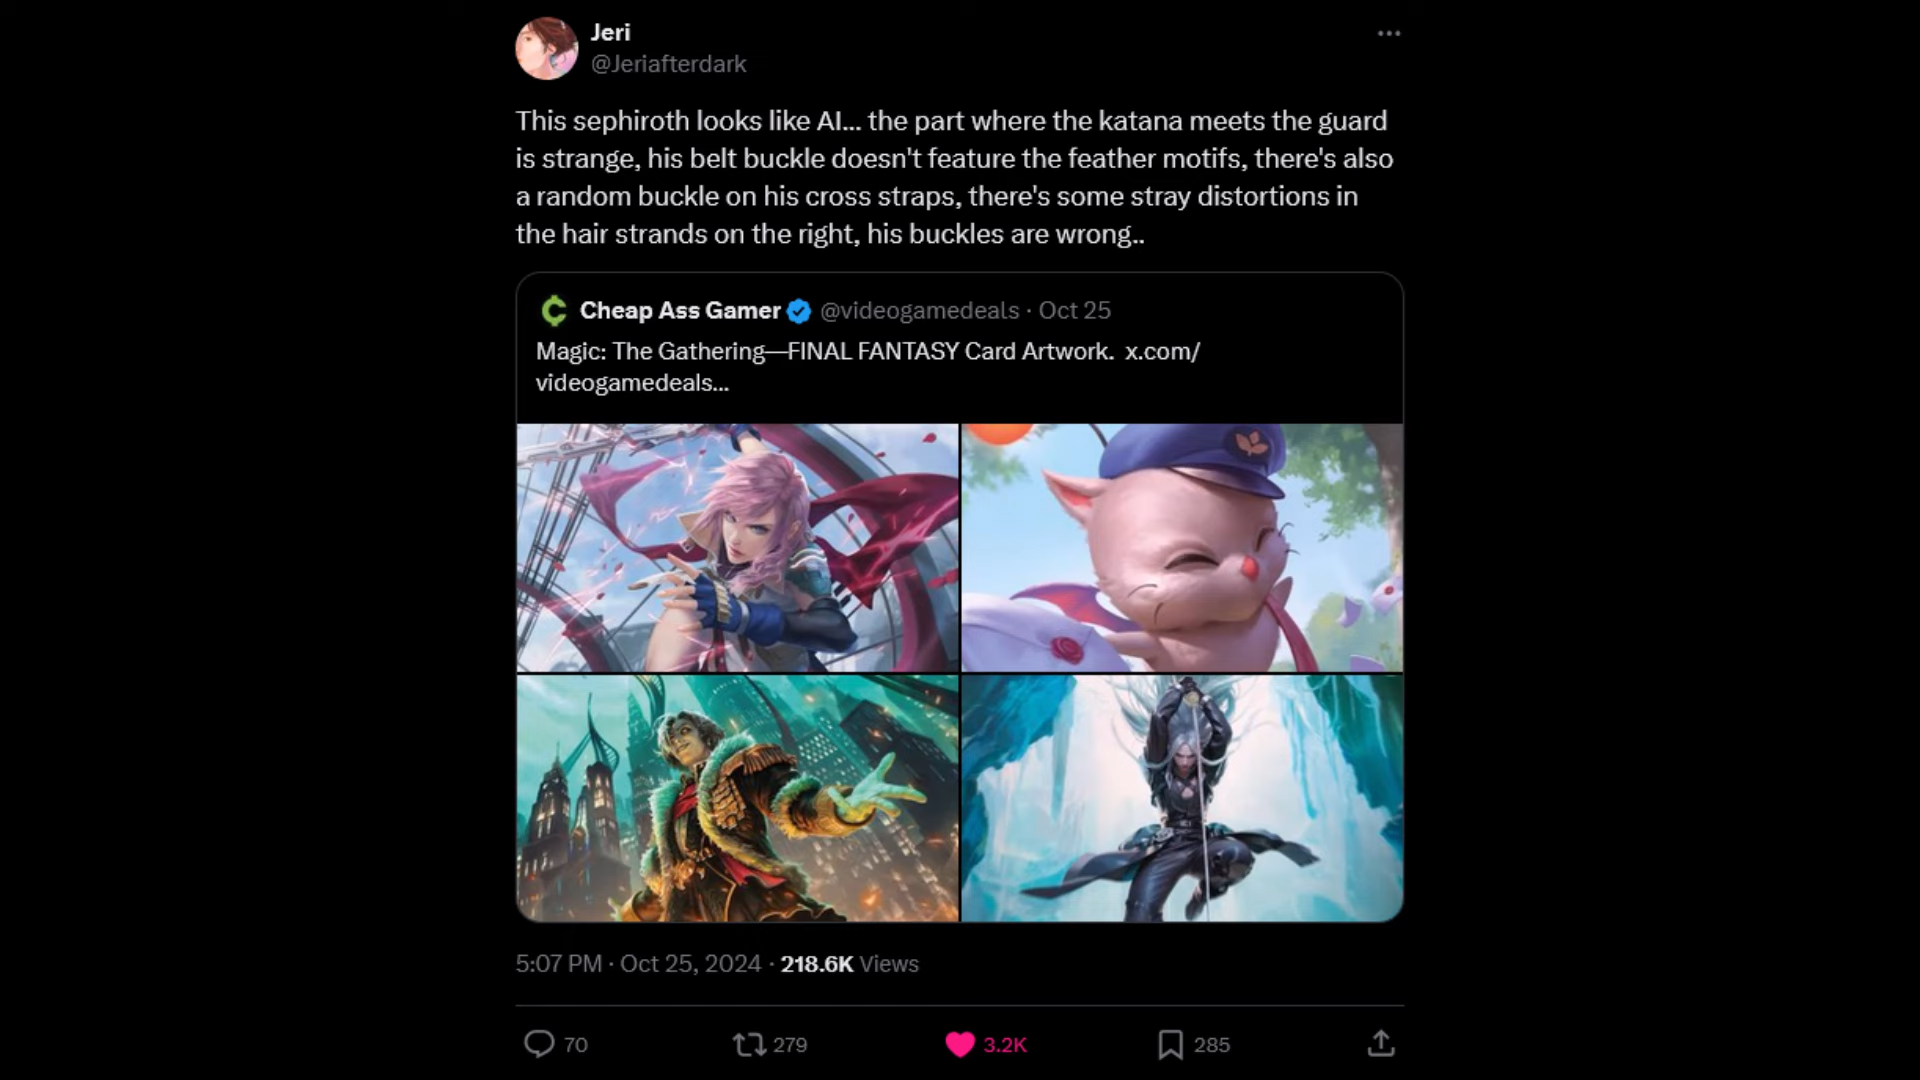 Jeri
@Jeriafterdark
This sephiroth looks like AI... the part where the katana meets the guard
is strange, his belt buckle doesn't feature the feather motifs, there's also
a random buckle on his cross straps, there's some stray distortions in
the hair strands on the right, his buckles are wrong..
Cheap Ass Gamer @videogamedeals · Oct 25
Magic: The Gathering—FINAL FANTASY Card Artwork. x.com/
videogamedeals...
5:07 PM · Oct 25, 2024 · 218.6K Views
70 279 3.2K 285